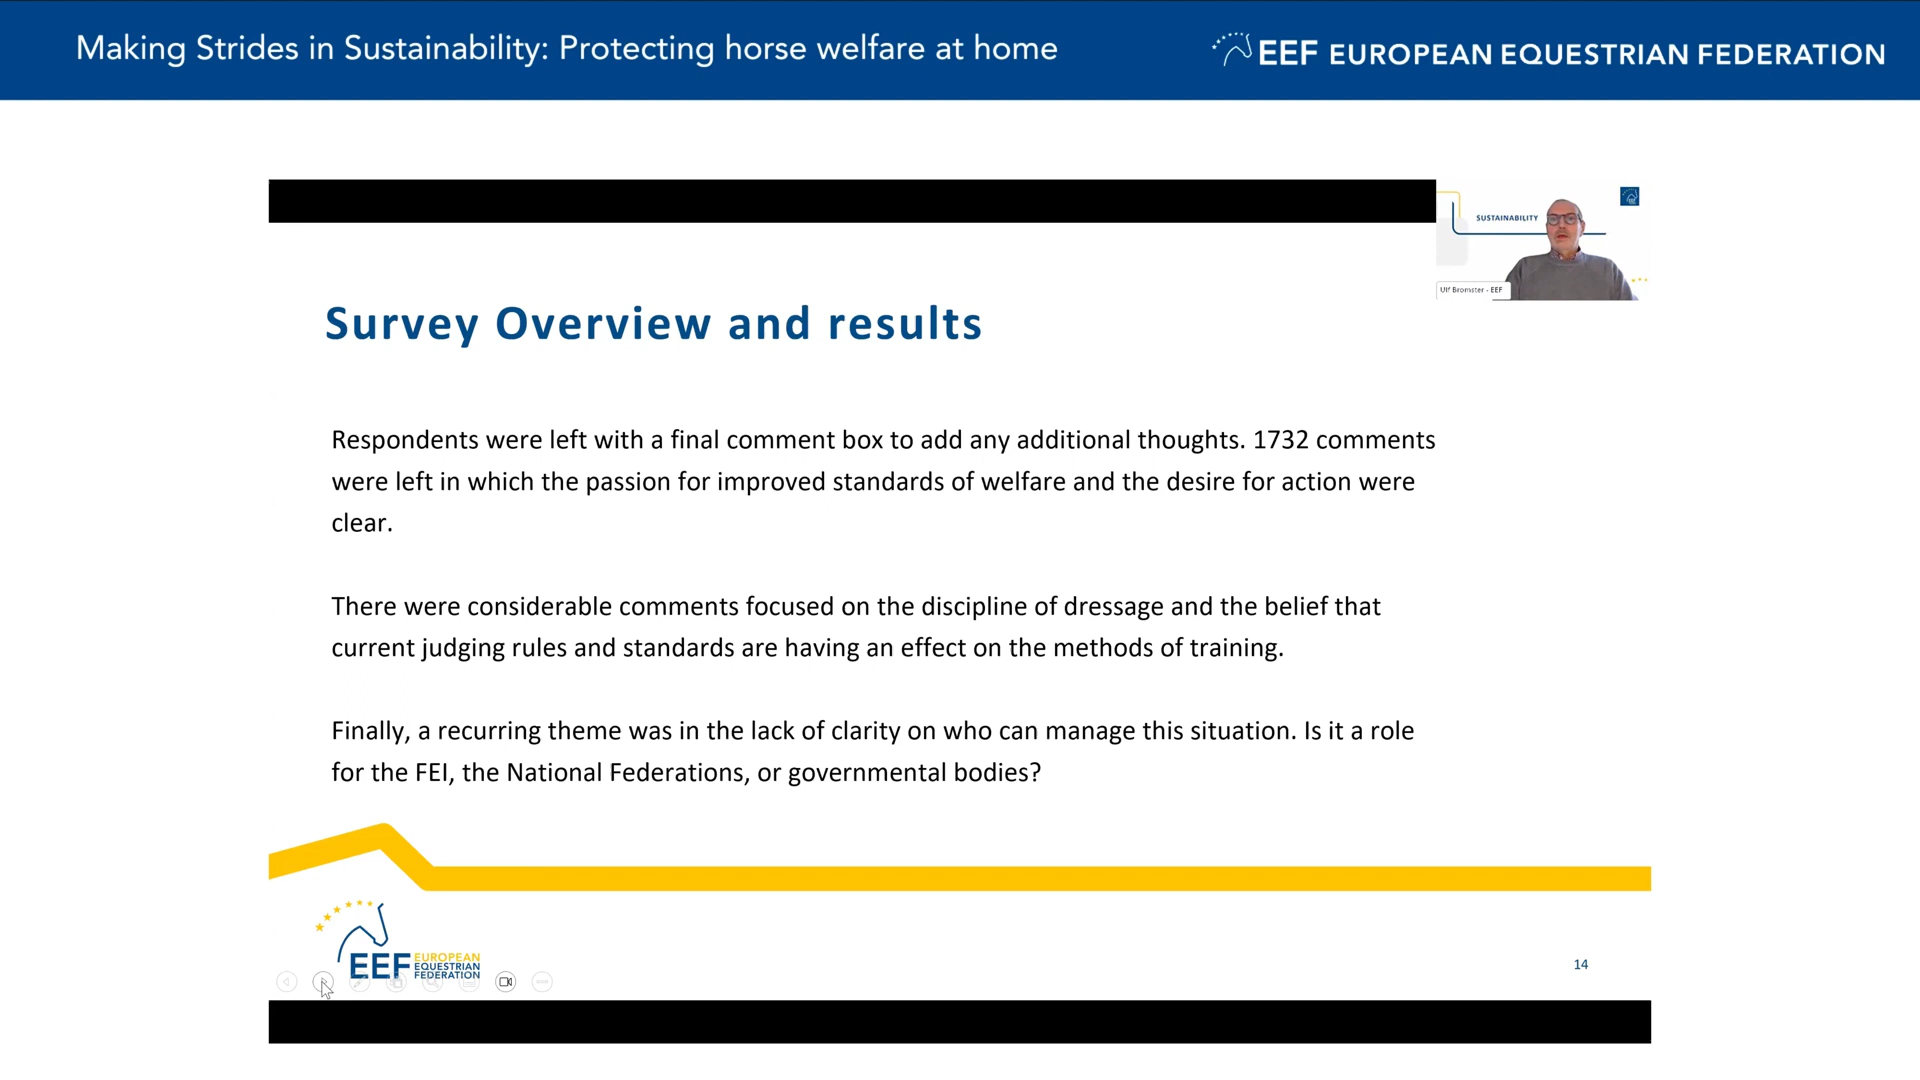 Making Strides in Sustainability: Protecting horse welfare at home
EEF EUROPEAN EQUESTRIAN FEDERATION
SUSTAINABILITY
Ulf Bromster - EEF
Survey Overview and results
Respondents were left with a final comment box to add any additional thoughts. 1732 comments
were left in which the passion for improved standards of welfare and the desire for action were
clear.
There were considerable comments focused on the discipline of dressage and the belief that
current judging rules and standards are having an effect on the methods of training.
Finally, a recurring theme was in the lack of clarity on who can manage this situation. Is it a role
for the FEI, the National Federations, or governmental bodies?
EEF EUROPEAN
EQUESTRIAN
FEDERATION
14